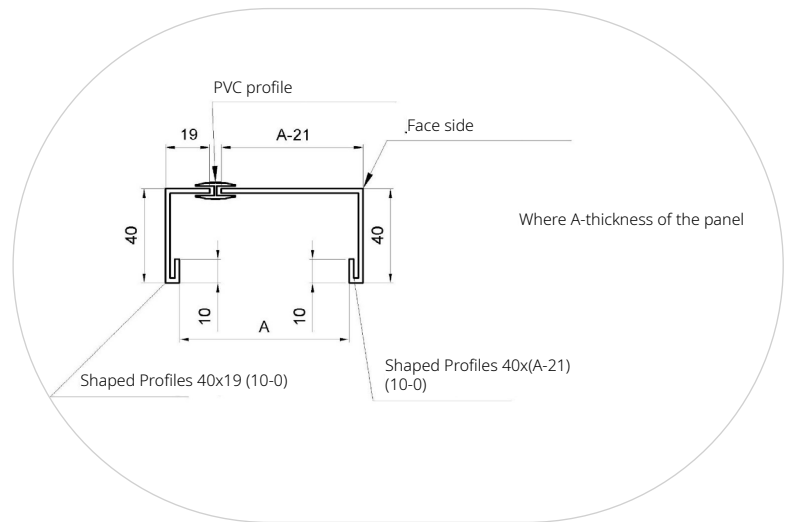 PVC profile
Face side
19
A-21
40
40
Where A-thickness of the panel
10
10
A
Shaped Profiles 40x19 (10-0)
Shaped Profiles 40x(A-21)
(10-0)